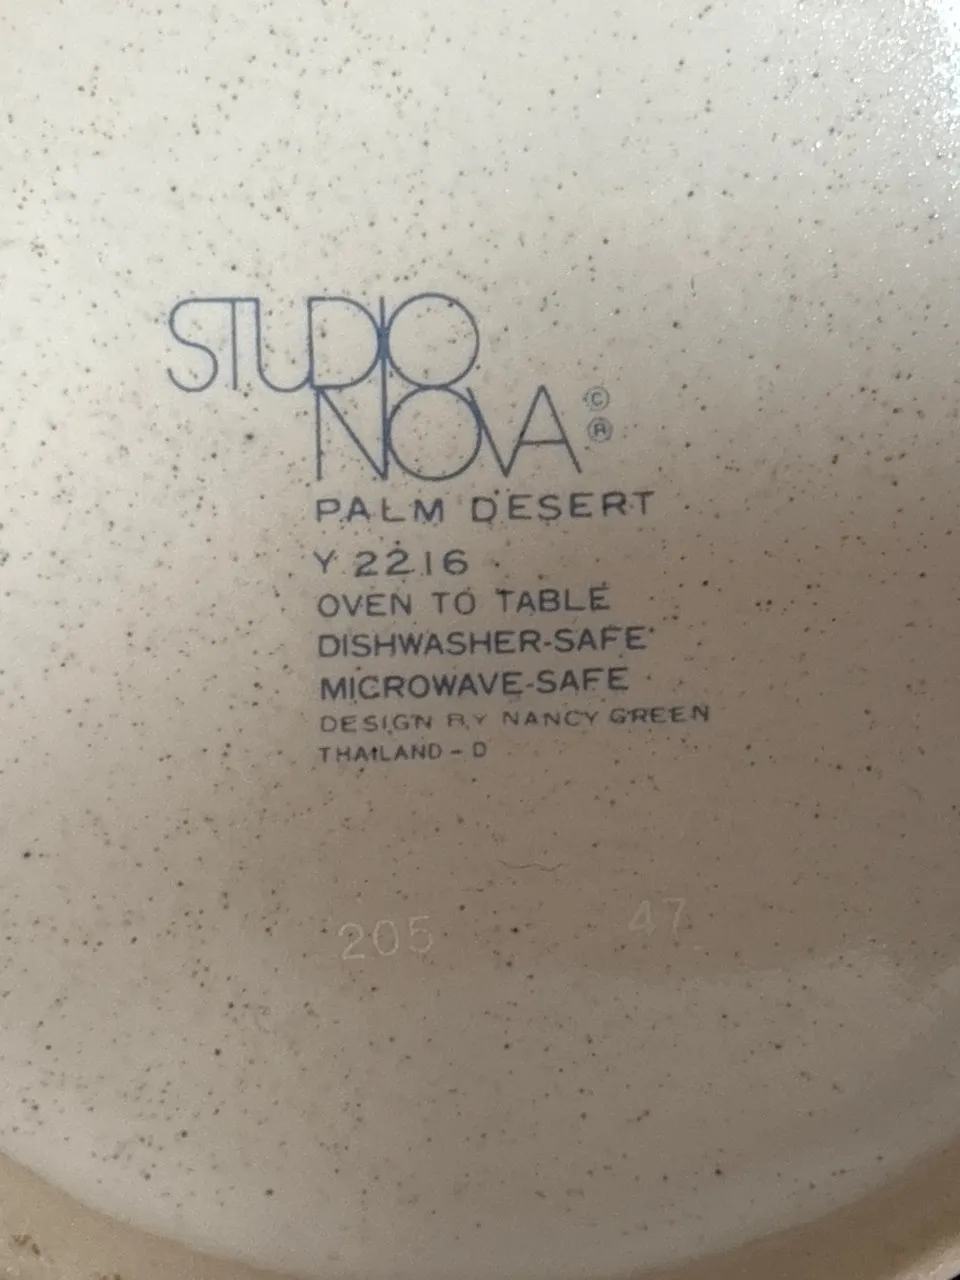 STUDIO
NOVA © ®
PALM DESERT
Y 2216
OVEN TO TABLE
DISHWASHER-SAFE
MICROWAVE-SAFE
DESIGN BY NANCY GREEN
THAILAND - D
205 47